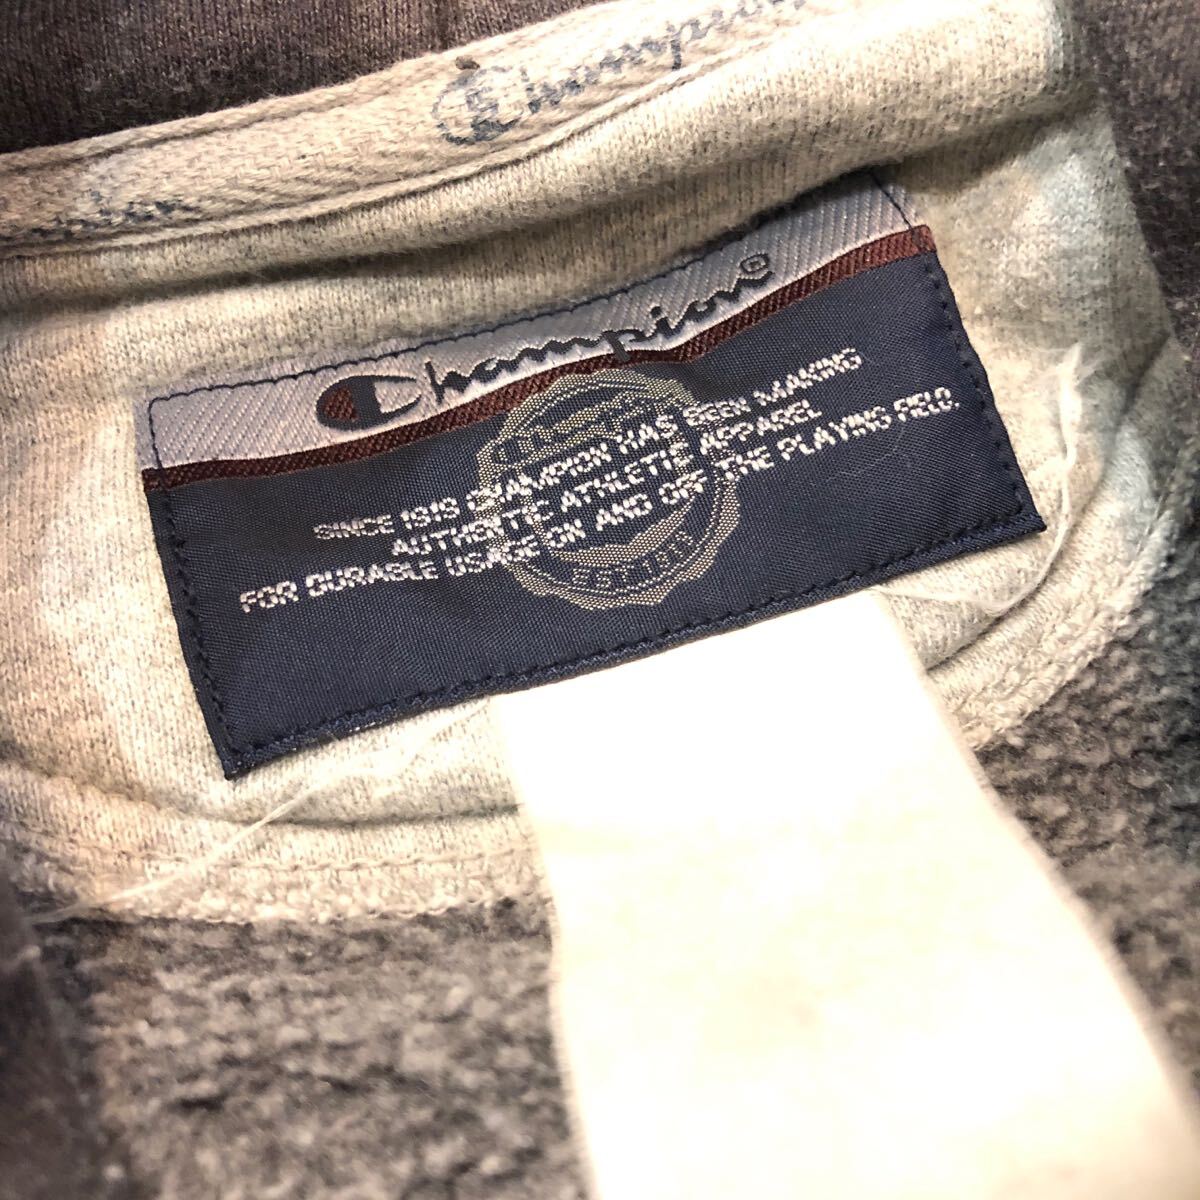 Champion
pion
Champion®
SINCE 1919 CHAMPION HAS BEEN MAKING
AUTHENTIC ATHLETIC APPAREL
FOR DURABLE USAGE ON AND OFF THE PLAYING FIELD.